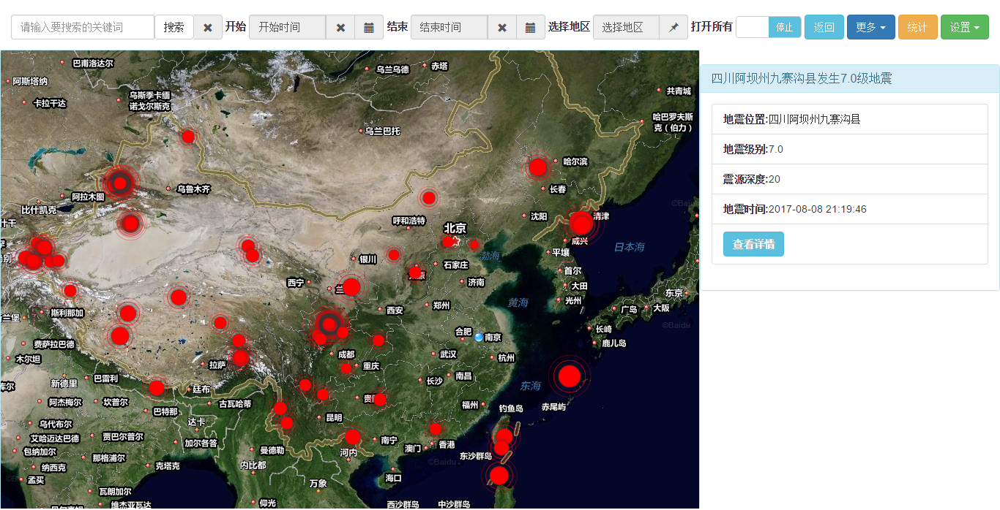 请输入要搜索的关键词 搜索 开始 开始时间 结束 结束时间 选择地区 选择地区 打开所有 停止 返回 更多 统计 设置
四川阿坝州九寨沟县发生7.0级地震
地震位置:四川阿坝州九寨沟县
地震级别:7.0
震源深度:20
地震时间:2017-08-08 21:19:46
查看详情
巴甫洛达尔
乌兰乌德
赤塔
阿斯塔纳
共青城
乌斯季卡缅
诺戈尔斯克
卡拉干达
哈巴罗夫斯
克（伯力）
乌兰巴托
哈尔滨
乌鲁木齐
长春
阿拉木图
比什凯克
沈阳
清津
呼和浩特
北京
咸兴
日本海
平壤
渤海
银川
石家庄
首尔
西宁
济南
大田
东京
光州
黄海
郑州
西安
广岛
大阪
©Baidu
斯利那加
长崎
合肥
南京
鹿儿岛
费萨拉巴德
成都
武汉
杭州
木尔坦
拉萨
重庆
巴雷利
新德里
南昌
长沙
东海
廷布
阿杰梅尔
坎普尔
古瓦哈蒂
福州
钓鱼岛
赤尾屿
巴特那
昆明
乌代布尔
达卡
艾哈迈达巴德
贾巴尔普尔
加尔各答
南宁
香港
澳门
包纳加尔
曼德勒
河内
东沙群岛
那格浦尔
纳西克
克塔克
内比都
©Baidu
孟买
万象
海口
瓦朗加尔
仰光
西沙群岛
中沙群岛
维杰亚瓦达